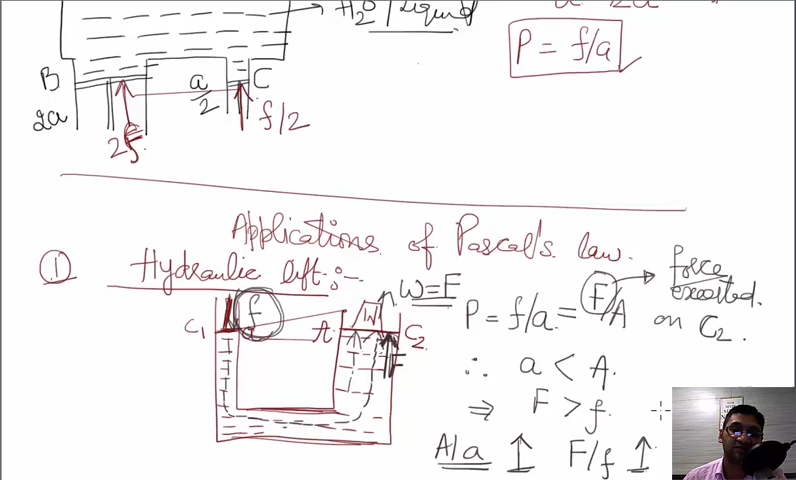 H₂O / Liquid
P = f/a
B
a/2
C
2a
f/2
2f
Applications of Pascal's law.
① Hydraulic lift :-
W = F
C₁
f
A
W
C₂
F
P = f/a = F/A
force exerted on C₂.
∴ a < A.
⇒ F > f.
A/a ↑ F/f ↑